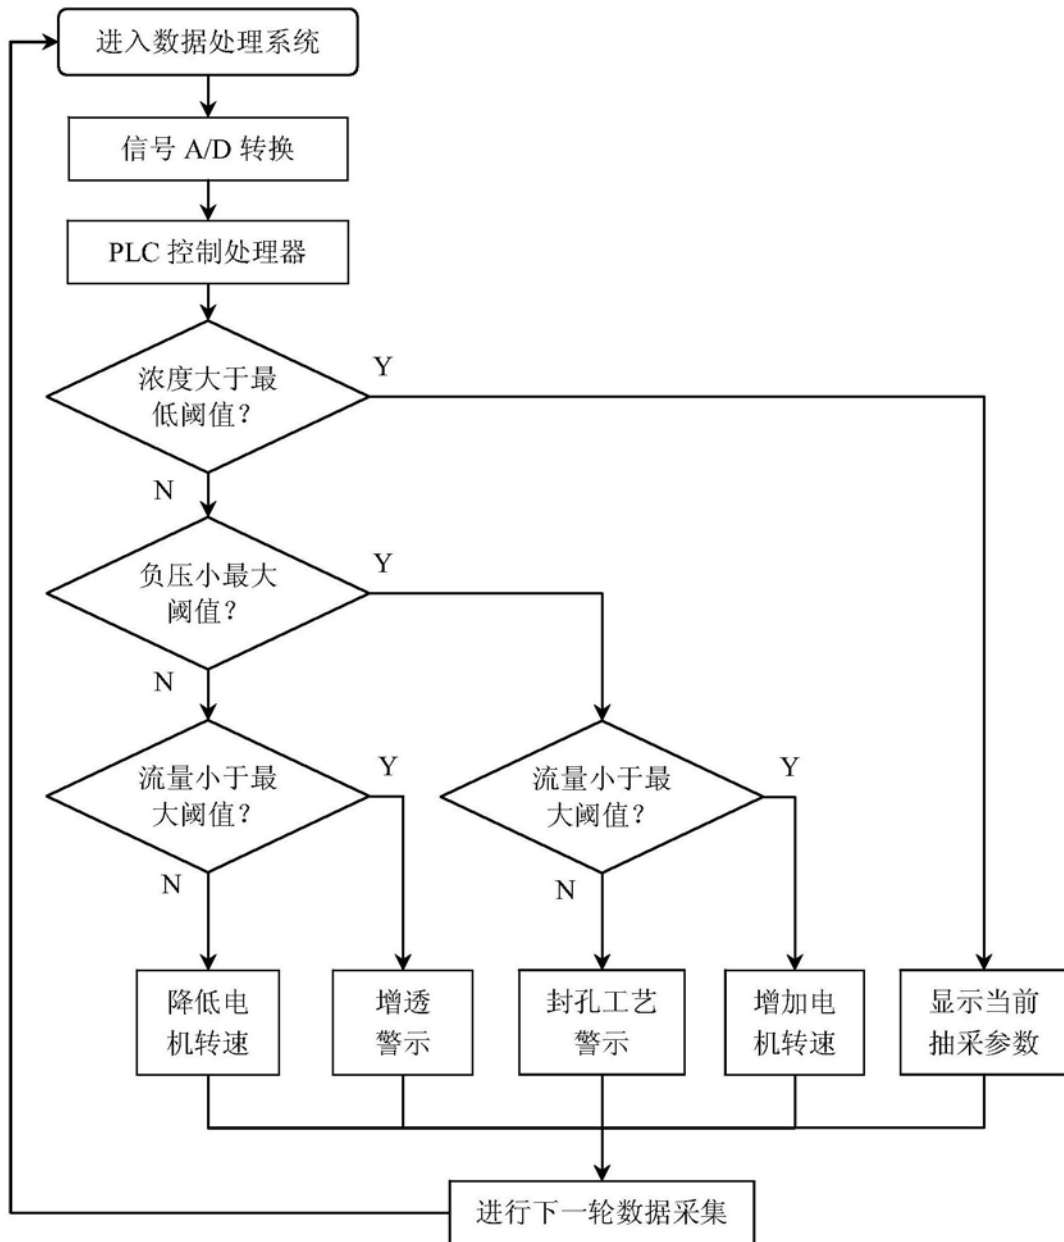 进入数据处理系统
信号 A/D 转换
PLC 控制处理器
浓度大于最
低阈值？
Y
N
负压小最大
阈值？
Y
N
流量小于最
大阈值？
Y
N
流量小于最
大阈值？
Y
N
降低电
机转速
增透
警示
封孔工艺
警示
增加电
机转速
显示当前
抽采参数
进行下一轮数据采集